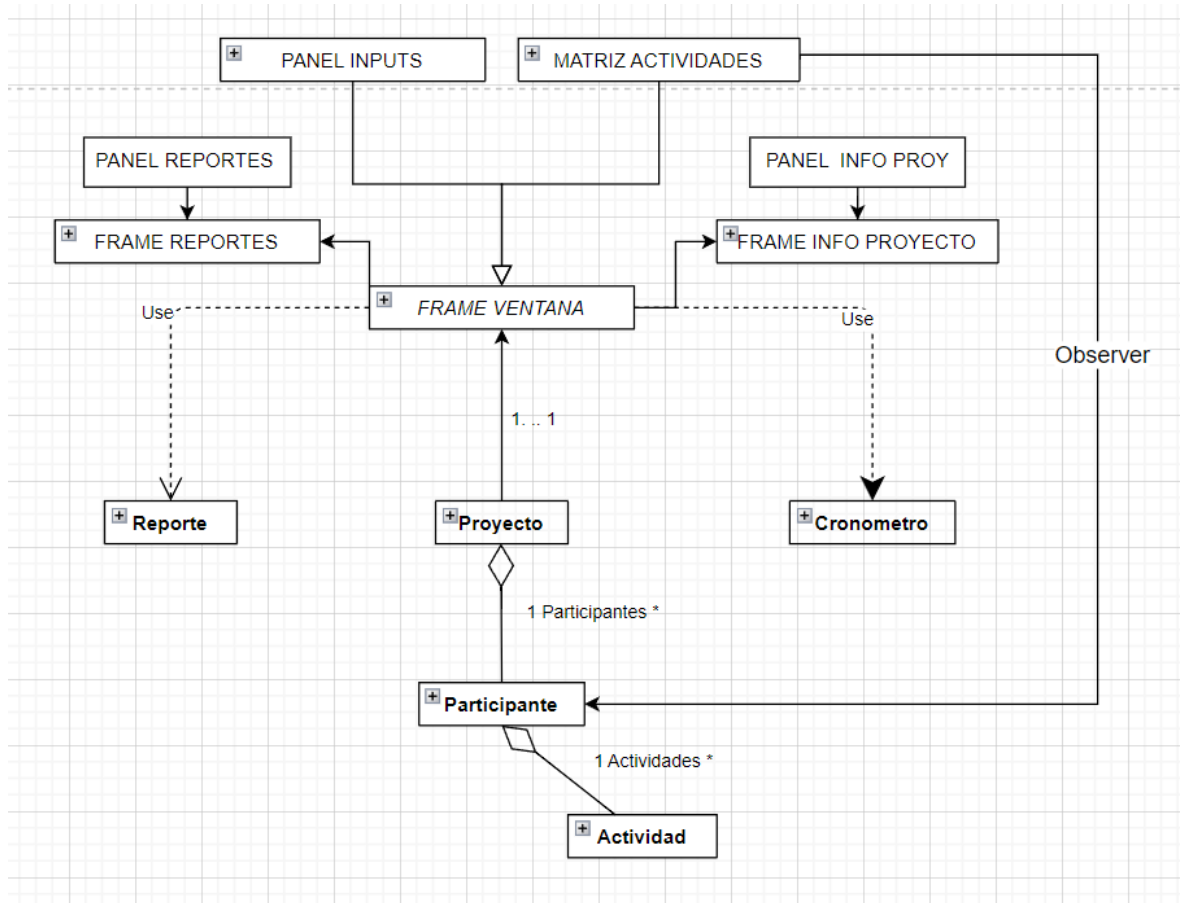 PANEL INPUTS
MATRIZ ACTIVIDADES
PANEL REPORTES
PANEL INFO PROY
FRAME REPORTES
FRAME INFO PROYECTO
FRAME VENTANA
Use
Use
Observer
1. .. 1
Reporte
Proyecto
Cronometro
1 Participantes *
Participante
1 Actividades *
Actividad